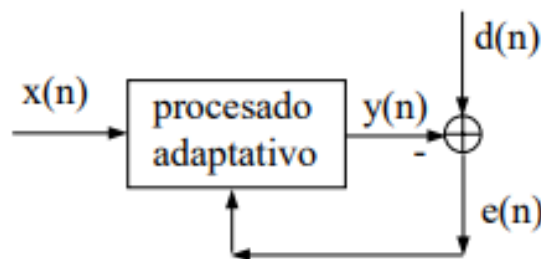 d(n)
x(n)
procesado
adaptativo
y(n)
-
e(n)